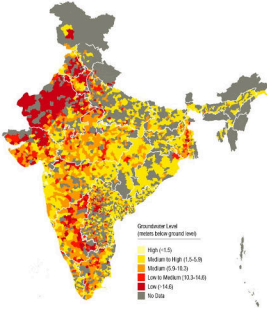 Groundwater Level
(meters below ground level)
High (<1.5)
Medium to High (1.5-5.9)
Medium (5.9-10.3)
Low to Medium (10.3-14.6)
Low (>14.6)
No Data